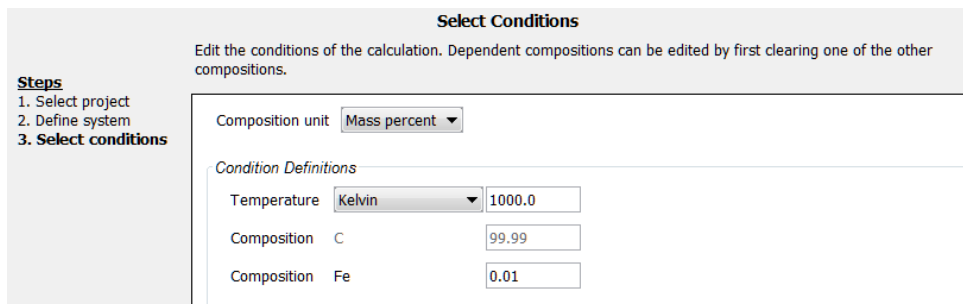 Select Conditions
Edit the conditions of the calculation. Dependent compositions can be edited by first clearing one of the other
compositions.
Steps
1. Select project
2. Define system
3. Select conditions
Composition unit Mass percent
Condition Definitions
Temperature Kelvin 1000.0
Composition C 99.99
Composition Fe 0.01